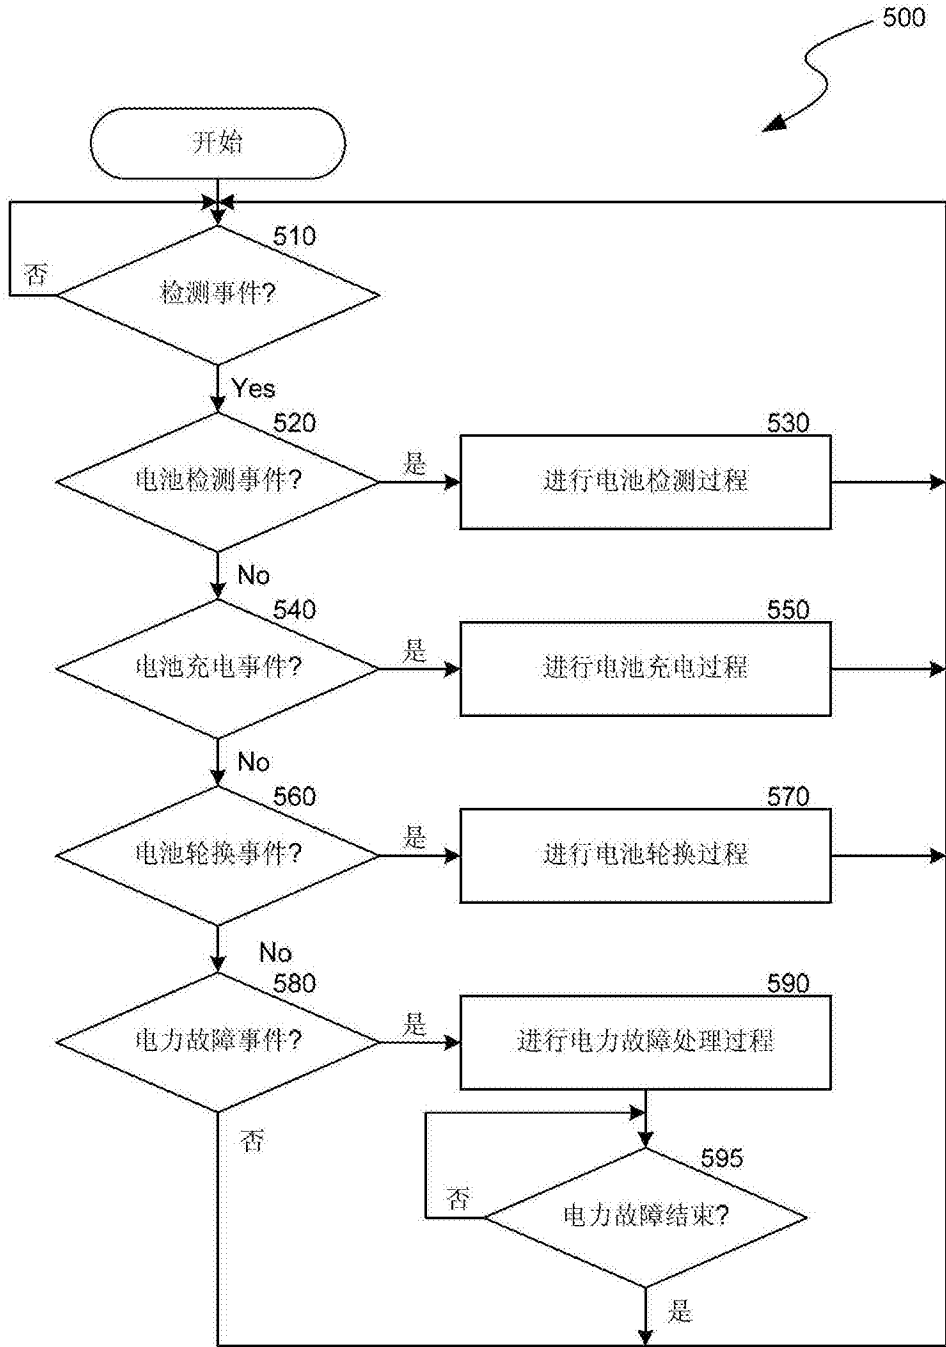 500
开始
510
否
检测事件?
Yes
520
530
电池检测事件?
是
进行电池检测过程
No
540
550
电池充电事件?
是
进行电池充电过程
No
560
570
电池轮换事件?
是
进行电池轮换过程
No
580
590
电力故障事件?
是
进行电力故障处理过程
否
595
否
电力故障结束?
是